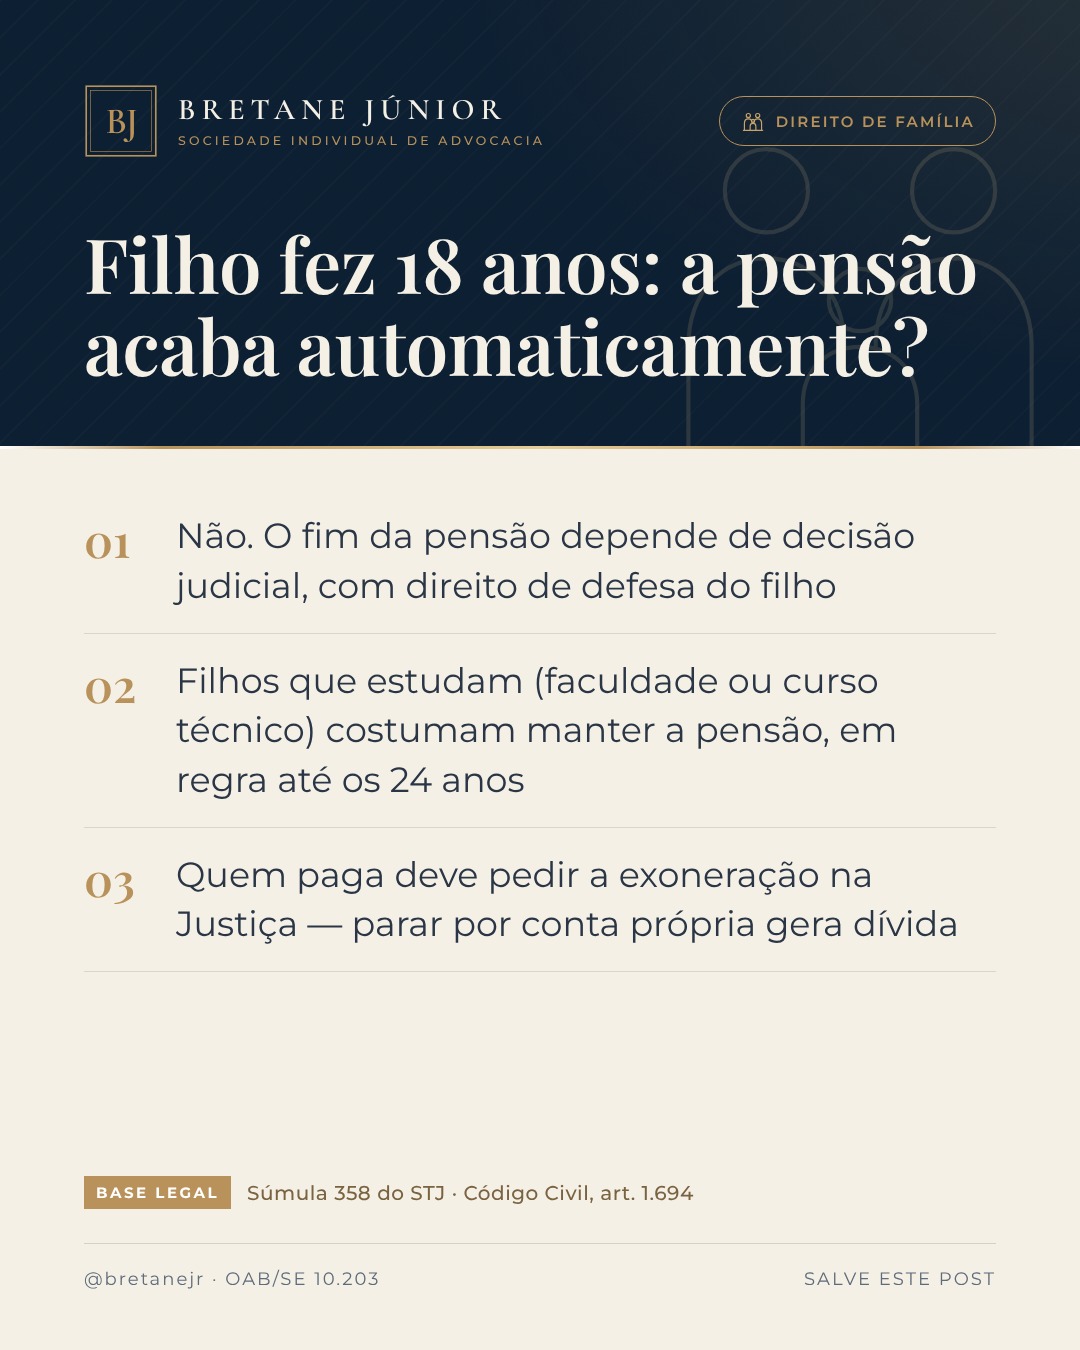 BJ
BRETANE JÚNIOR
SOCIEDADE INDIVIDUAL DE ADVOCACIA
DIREITO DE FAMÍLIA
Filho fez 18 anos: a pensão
acaba automaticamente?
01
Não. O fim da pensão depende de decisão
judicial, com direito de defesa do filho
02
Filhos que estudam (faculdade ou curso
técnico) costumam manter a pensão, em
regra até os 24 anos
03
Quem paga deve pedir a exoneração na
Justiça — parar por conta própria gera dívida
BASE LEGAL
Súmula 358 do STJ · Código Civil, art. 1.694
@bretanejr · OAB/SE 10.203
SALVE ESTE POST